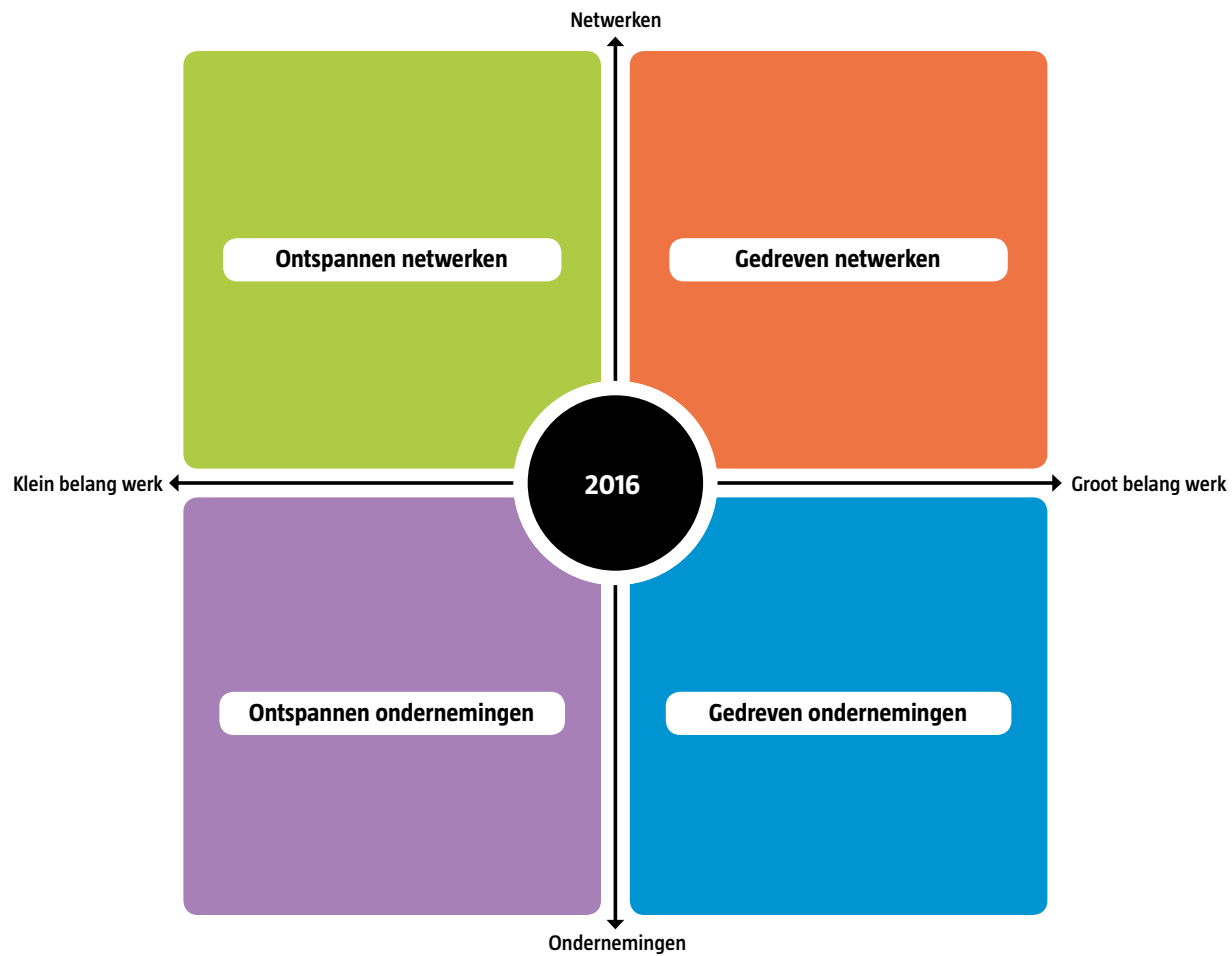 Netwerken
Ontspannen netwerken
Gedreven netwerken
Klein belang werk
2016
Groot belang werk
Ontspannen ondernemingen
Gedreven ondernemingen
Ondernemingen